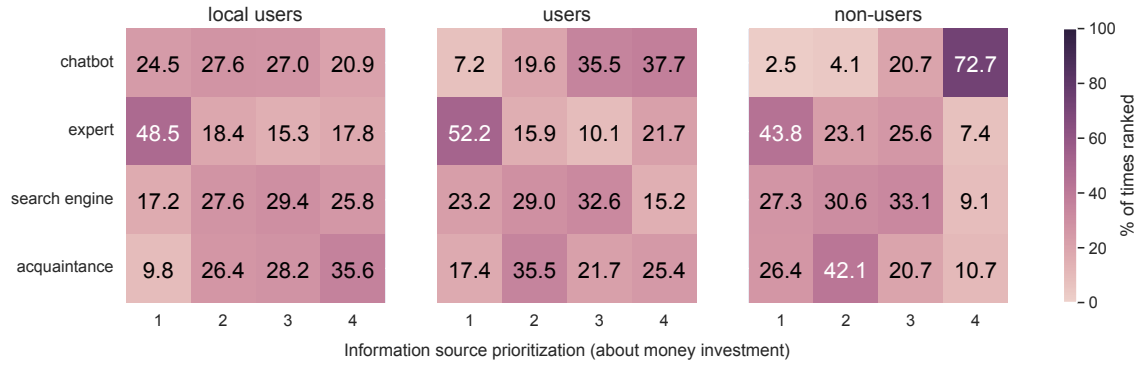 local users users non-users
chatbot 24.5 27.6 27.0 20.9 7.2 19.6 35.5 37.7 2.5 4.1 20.7 72.7
expert 48.5 18.4 15.3 17.8 52.2 15.9 10.1 21.7 43.8 23.1 25.6 7.4
search engine 17.2 27.6 29.4 25.8 23.2 29.0 32.6 15.2 27.3 30.6 33.1 9.1
acquaintance 9.8 26.4 28.2 35.6 17.4 35.5 21.7 25.4 26.4 42.1 20.7 10.7
1 2 3 4 1 2 3 4 1 2 3 4
Information source prioritization (about money investment)
100
80
60
40
20
0
% of times ranked